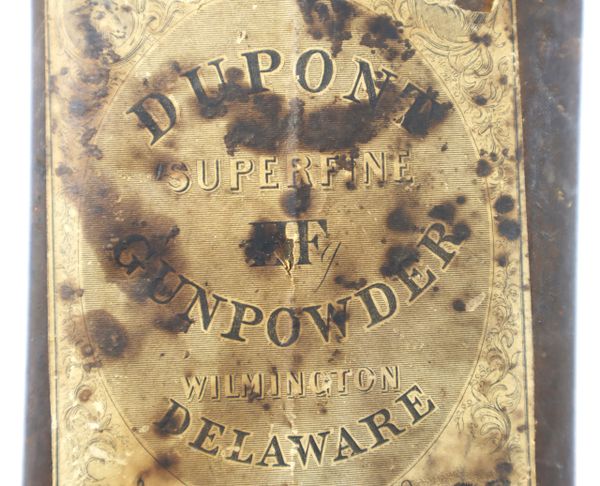 DUPONT
SUPERFINE
FF g
GUNPOWDER
WILMINGTON
DELAWARE